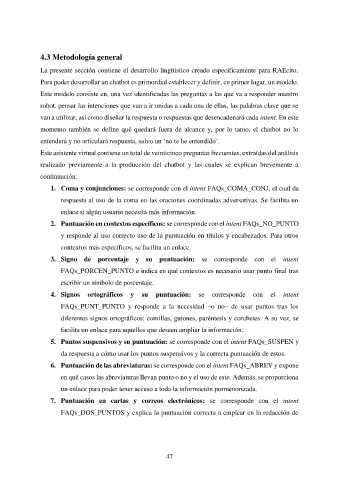 4.3 Metodología general
La presente sección contiene el desarrollo lingüístico creado específicamente para RAEcito.
Para poder desarrollar un chatbot es primordial establecer y definir, en primer lugar, un modelo.
Este modelo consiste en, una vez identificadas las preguntas a las que va a responder nuestro
robot, pensar las intenciones que van a ir unidas a cada una de ellas, las palabras clave que se
van a utilizar, así como diseñar la respuesta o respuestas que desencadenará cada intent. En este
momento también se define qué quedará fuera de alcance y, por lo tanto, el chatbot no lo
entenderá y no articulará respuesta, salvo un ‘no te he entendido’.
Este asistente virtual contiene un total de veinticinco preguntas frecuentes, extraídas del análisis
realizado previamente a la producción del chatbot y las cuales se explican brevemente a
continuación:
1. Coma y conjunciones: se corresponde con el intent FAQs_COMA_CONJ, el cual da
respuesta al uso de la coma en las oraciones coordinadas adversativas. Se facilita un
enlace si algún usuario necesita más información.
2. Puntuación en contextos específicos: se corresponde con el intent FAQs_NO_PUNTO
y responde al uso correcto uso de la puntuación en títulos y encabezados. Para otros
contextos más específicos, se facilita un enlace.
3. Signo de porcentaje y su puntuación: se corresponde con el intent
FAQs_PORCEN_PUNTO e indica en qué contextos es necesario usar punto final tras
escribir un símbolo de porcentaje.
4. Signos ortográficos y su puntuación: se corresponde con el intent
FAQs_PUNT_PUNTO y responde a la necesidad –o no– de usar puntos tras los
diferentes signos ortográficos: comillas, guiones, paréntesis y corchetes. A su vez, se
facilita un enlace para aquellos que deseen ampliar la información.
5. Puntos suspensivos y su puntuación: se corresponde con el intent FAQs_SUSPEN y
da respuesta a cómo usar los puntos suspensivos y la correcta puntuación de estos.
6. Puntuación de las abreviaturas: se corresponde con el intent FAQs_ABREV y expone
en qué casos las abreviaturas llevan punto o no y el uso de este. Además, se proporciona
un enlace para poder tener acceso a toda la información pormenorizada.
7. Puntuación en cartas y correos electrónicos: se corresponde con el intent
FAQs_DOS_PUNTOS y explica la puntuación correcta a emplear en la redacción de
47